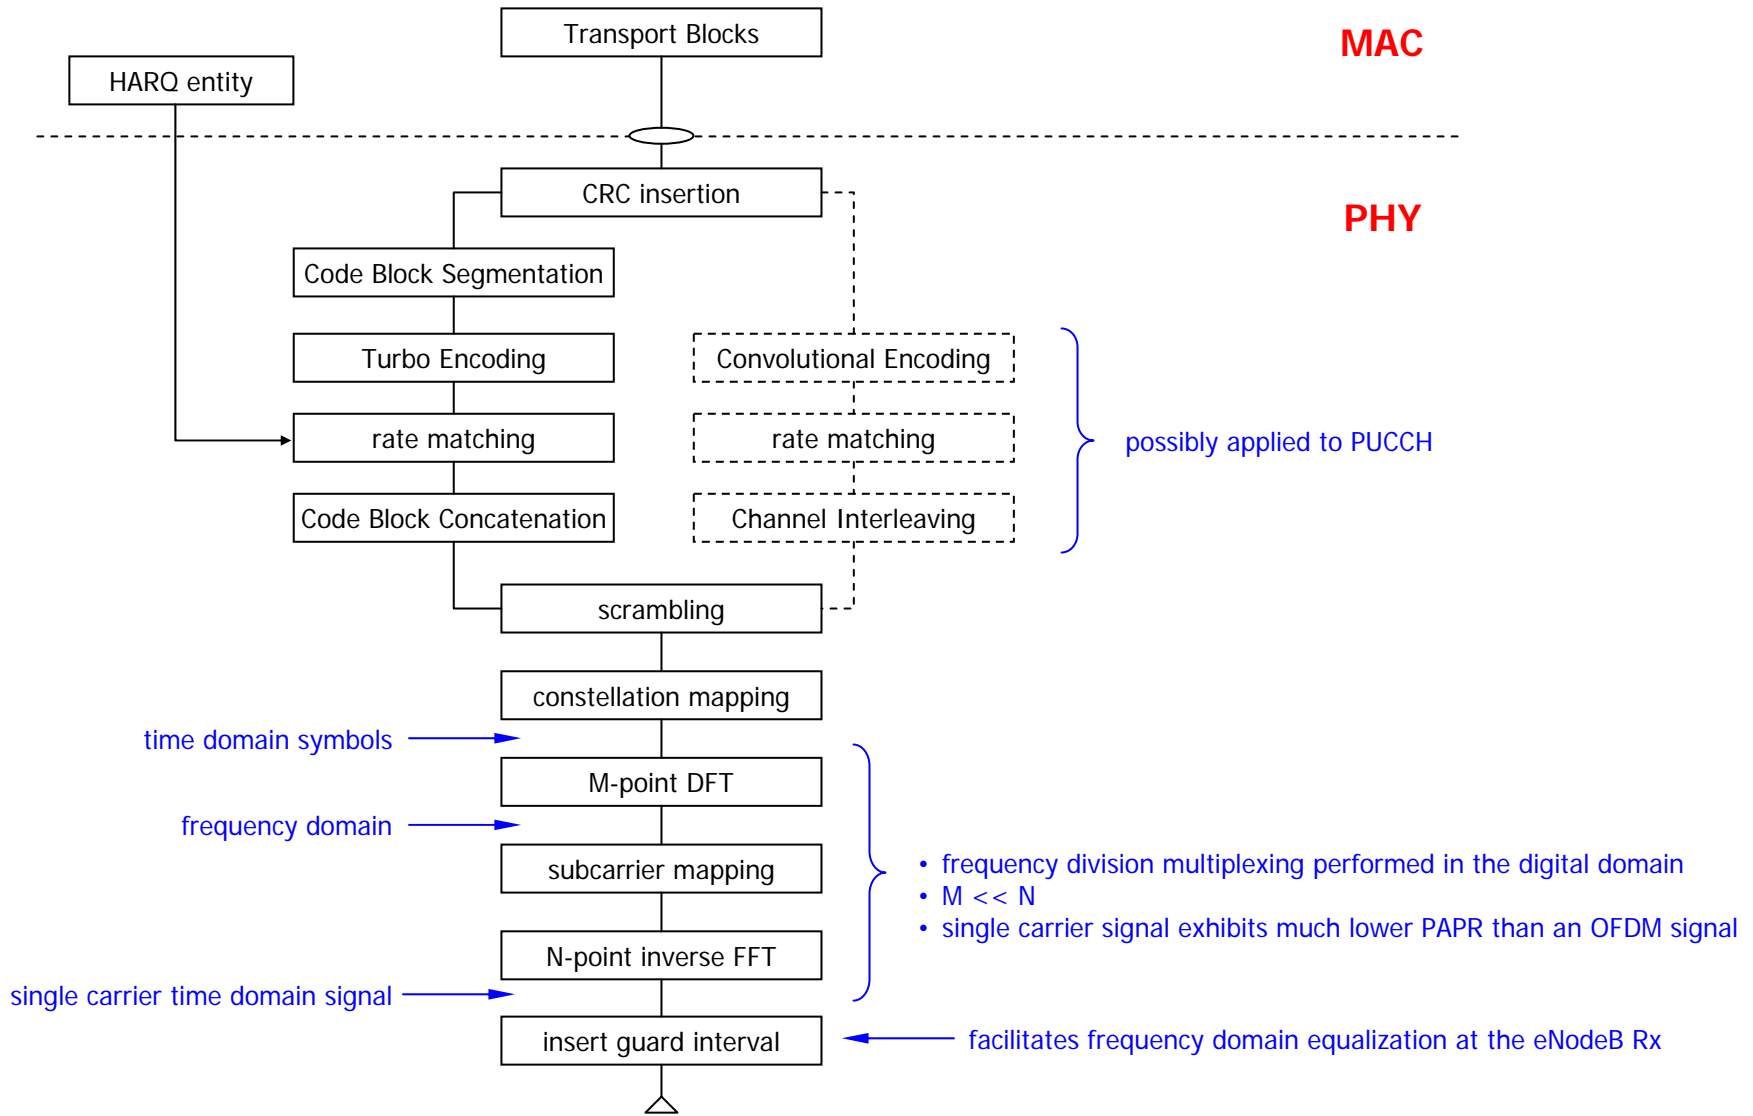 Transport Blocks
MAC
HARQ entity
CRC insertion
PHY
Code Block Segmentation
Turbo Encoding
Convolutional Encoding
rate matching
rate matching
possibly applied to PUCCH
Code Block Concatenation
Channel Interleaving
scrambling
constellation mapping
time domain symbols
M-point DFT
frequency domain
subcarrier mapping
• frequency division multiplexing performed in the digital domain
• M << N
• single carrier signal exhibits much lower PAPR than an OFDM signal
N-point inverse FFT
single carrier time domain signal
insert guard interval
facilitates frequency domain equalization at the eNodeB Rx